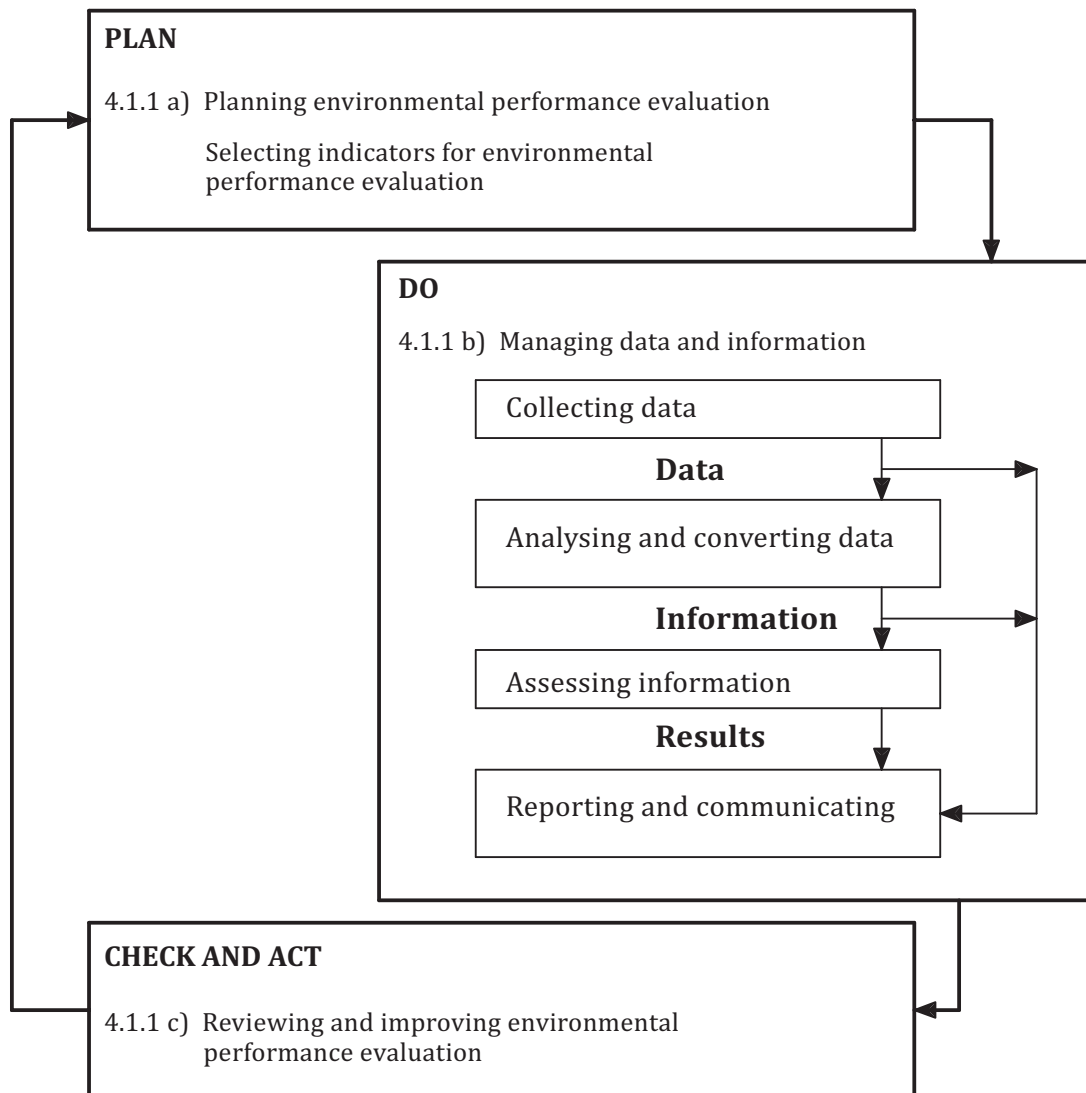 PLAN
4.1.1 a) Planning environmental performance evaluation
Selecting indicators for environmental
performance evaluation
DO
4.1.1 b) Managing data and information
Collecting data
Data
Analysing and converting data
Information
Assessing information
Results
Reporting and communicating
CHECK AND ACT
4.1.1 c) Reviewing and improving environmental
performance evaluation